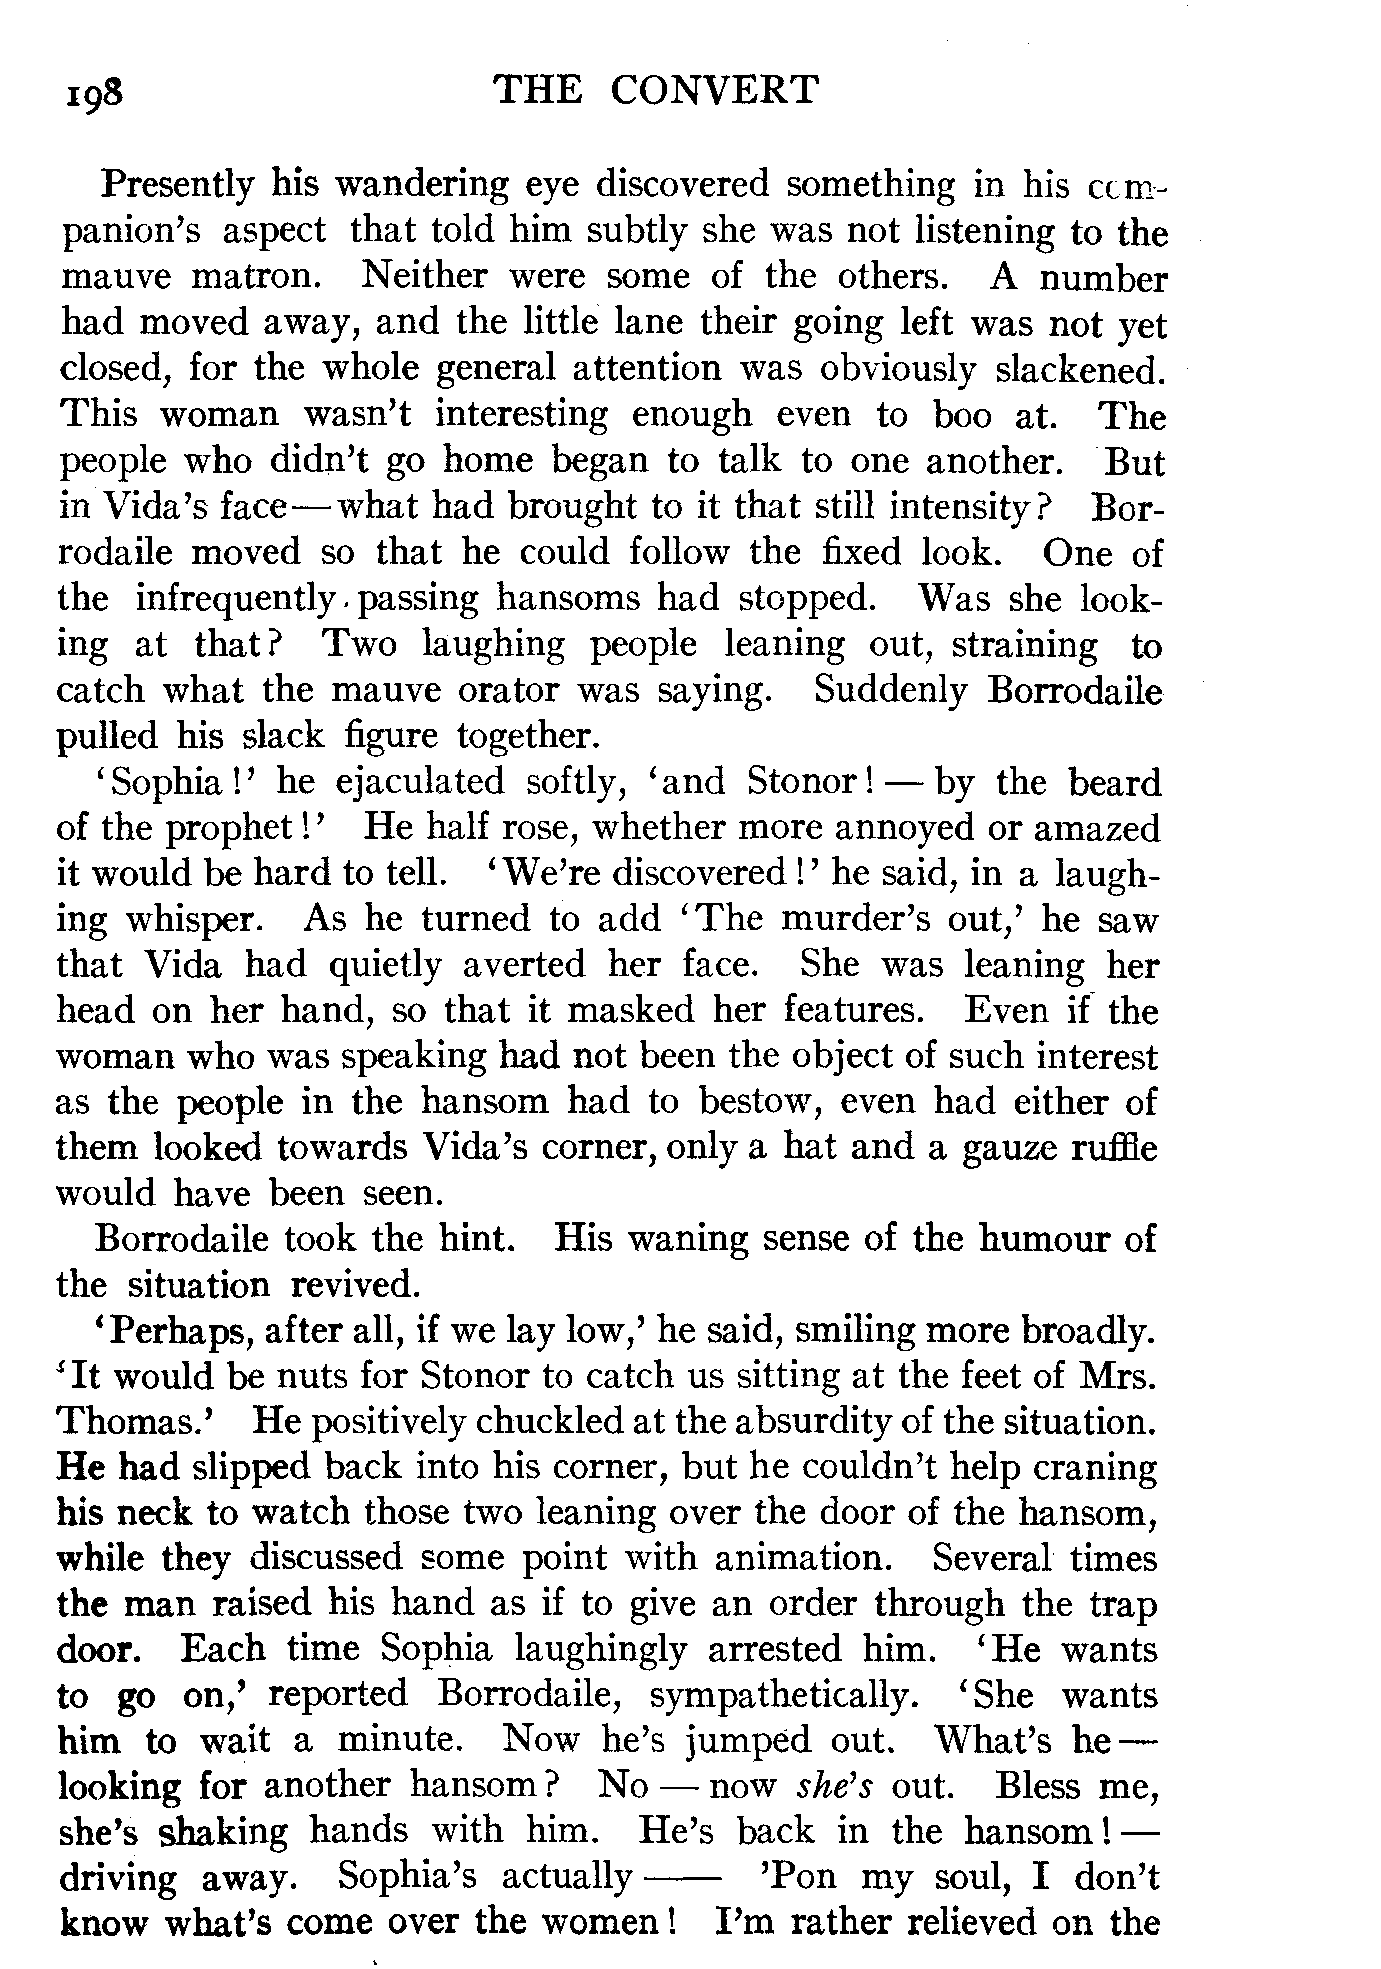 198 THE CONVERT
Presently his wandering eye discovered something in his com-
panion's aspect that told him subtly she was not listening to the
mauve matron. Neither were some of the others. A number
had moved away, and the little lane their going left was not yet
closed, for the whole general attention was obviously slackened.
This woman wasn't interesting enough even to boo at. The
people who didn't go home began to talk to one another. But
in Vida's face—what had brought to it that still intensity? Bor-
rodaile moved so that he could follow the fixed look. One of
the infrequently passing hansoms had stopped. Was she look-
ing at that? Two laughing people leaning out, straining to
catch what the mauve orator was saying. Suddenly Borrodaile
pulled his slack figure together.
'Sophia!' he ejaculated softly, 'and Stonor! — by the beard
of the prophet!' He half rose, whether more annoyed or amazed
it would be hard to tell. 'We're discovered!' he said, in a laugh-
ing whisper. As he turned to add 'The murder's out,' he saw
that Vida had quietly averted her face. She was leaning her
head on her hand, so that it masked her features. Even if the
woman who was speaking had not been the object of such interest
as the people in the hansom had to bestow, even had either of
them looked towards Vida's corner, only a hat and a gauze ruffle
would have been seen.
Borrodaile took the hint. His waning sense of the humour of
the situation revived.
'Perhaps, after all, if we lay low,' he said, smiling more broadly.
'It would be nuts for Stonor to catch us sitting at the feet of Mrs.
Thomas.' He positively chuckled at the absurdity of the situation.
He had slipped back into his corner, but he couldn't help craning
his neck to watch those two leaning over the door of the hansom,
while they discussed some point with animation. Several times
the man raised his hand as if to give an order through the trap
door. Each time Sophia laughingly arrested him. 'He wants
to go on,' reported Borrodaile, sympathetically. 'She wants
him to wait a minute. Now he's jumped out. What's he—
looking for another hansom? No — now she's out. Bless me,
she's shaking hands with him. He's back in the hansom! —
driving away. Sophia's actually —— 'Pon my soul, I don't
know what's come over the women! I'm rather relieved on the